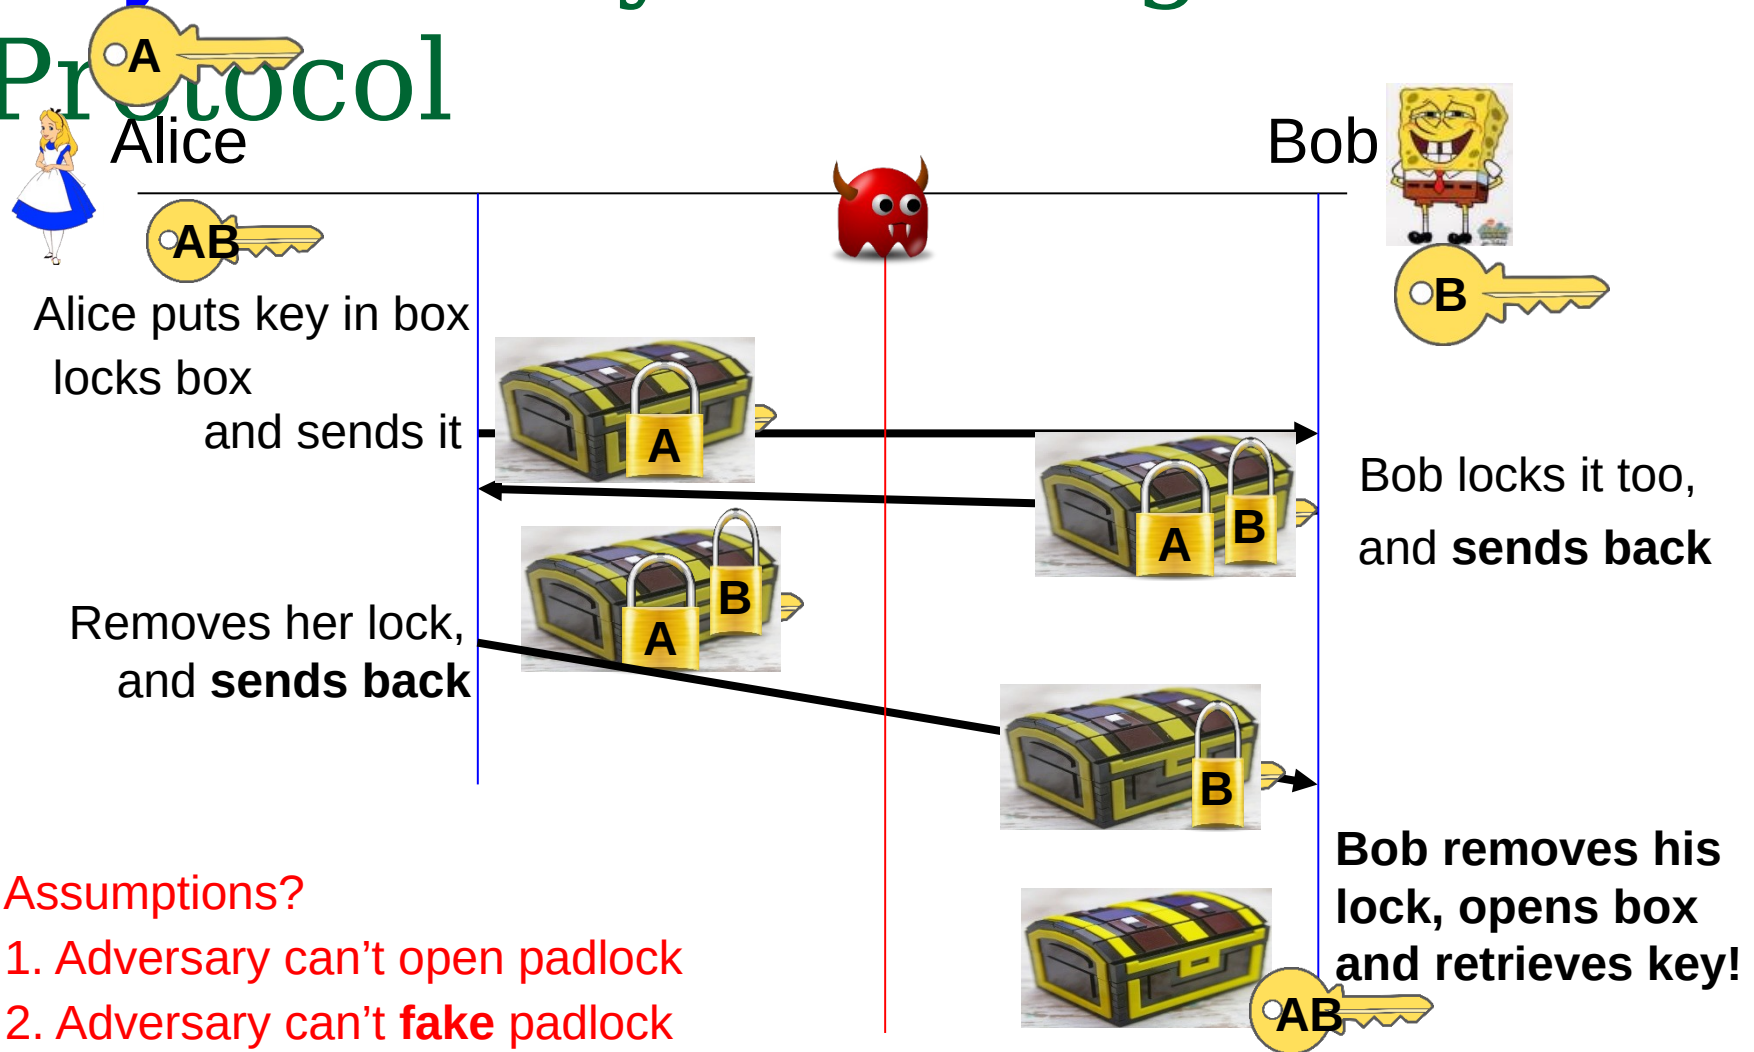 Protocol
A
Alice
Bob
AB
B
Alice puts key in box
locks box
and sends it
A
Bob locks it too,
and sends back
A
B
Removes her lock,
and sends back
A
B
B
Bob removes his
lock, opens box
and retrieves key!
AB
Assumptions?
1. Adversary can’t open padlock
2. Adversary can’t fake padlock